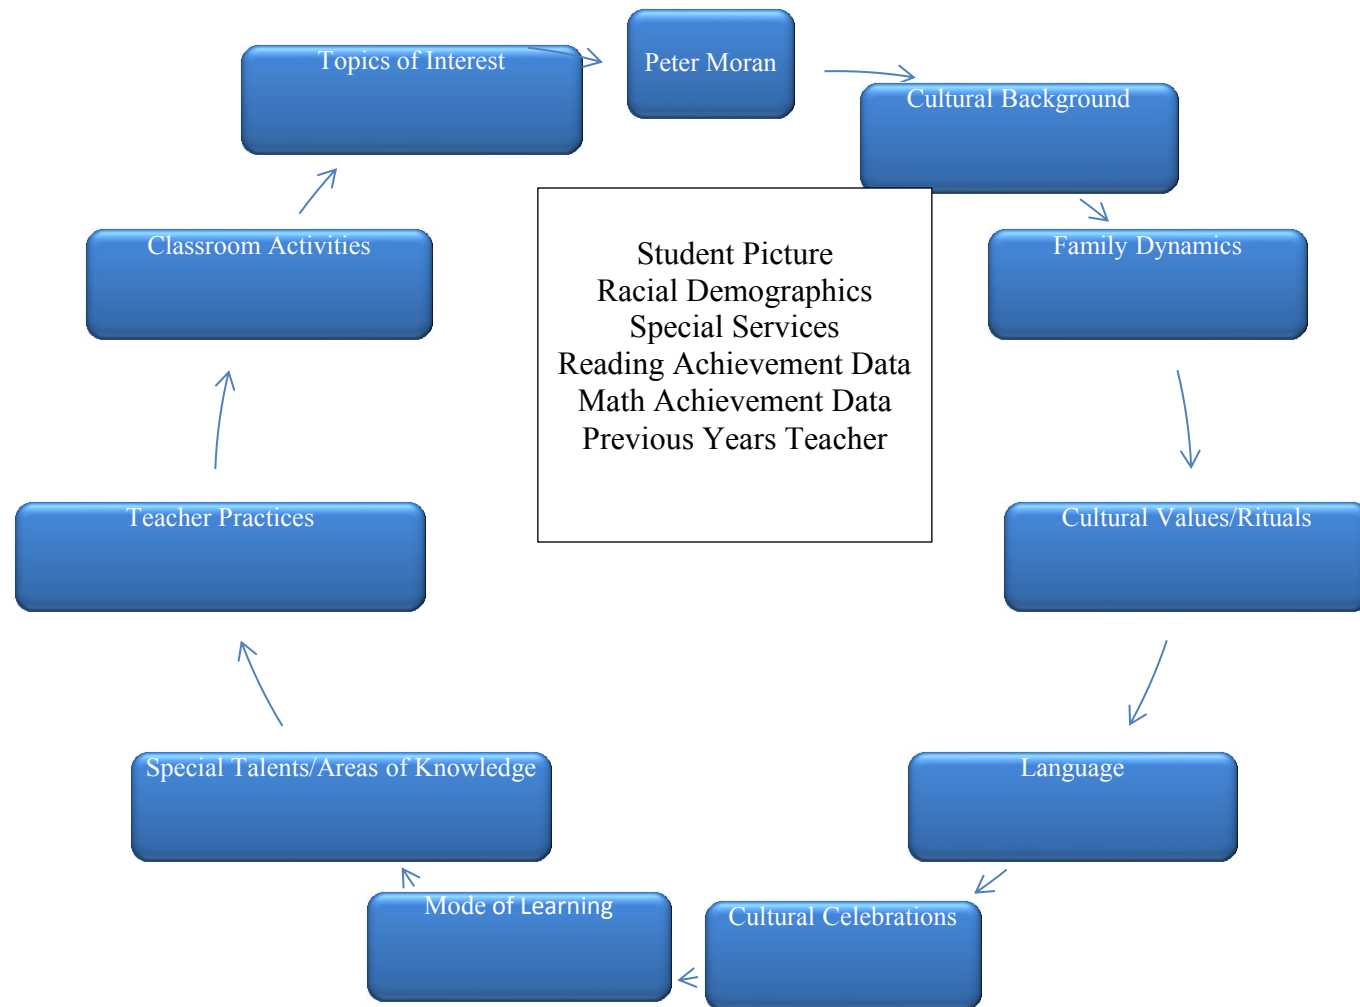 Peter Moran
Topics of Interest
Cultural Background
Classroom Activities
Family Dynamics
Student Picture
Racial Demographics
Special Services
Reading Achievement Data
Math Achievement Data
Previous Years Teacher
Teacher Practices
Cultural Values/Rituals
Special Talents/Areas of Knowledge
Language
Mode of Learning
Cultural Celebrations